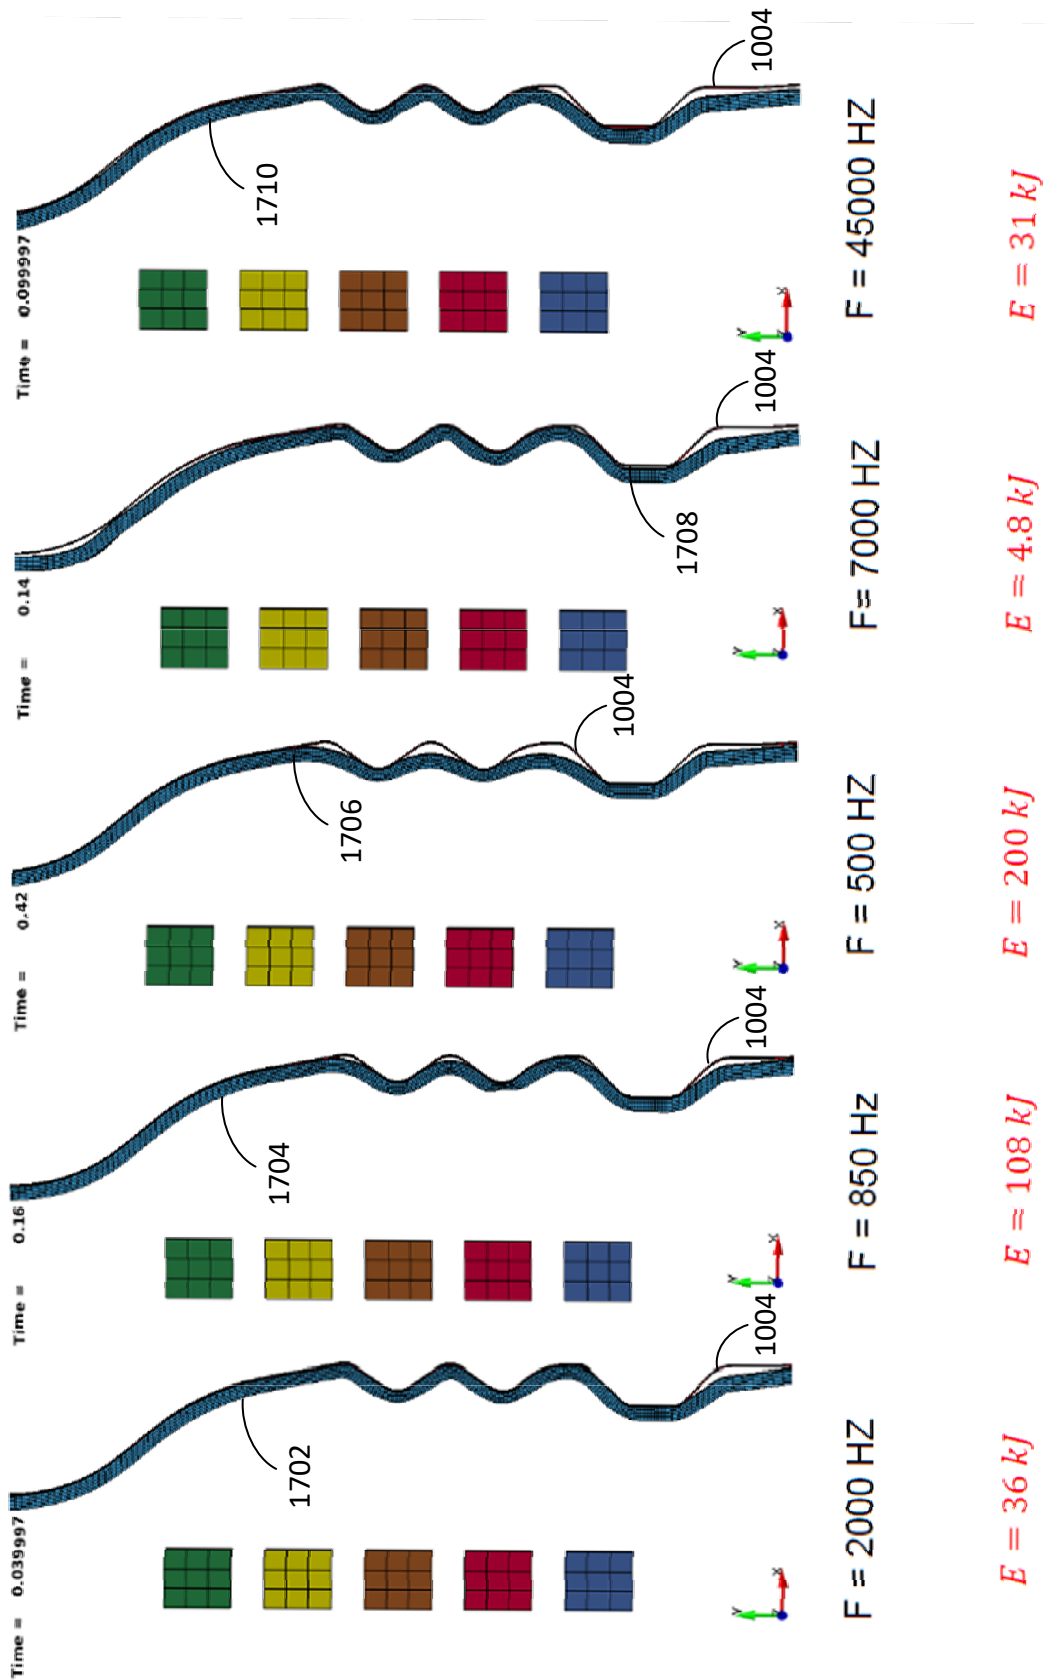 Time = 0.039997
1702
1004
Y
X
F = 2000 HZ
E = 36 kJ
Time = 0.16
1704
1004
Y
X
F = 850 Hz
E = 108 kJ
Time = 0.42
1706
1004
Y
X
F = 500 HZ
E = 200 kJ
Time = 0.14
1708
1004
Y
X
F= 7000 HZ
E = 4.8 kJ
Time = 0.099997
1710
1004
Y
X
F = 45000 HZ
E = 31 kJ